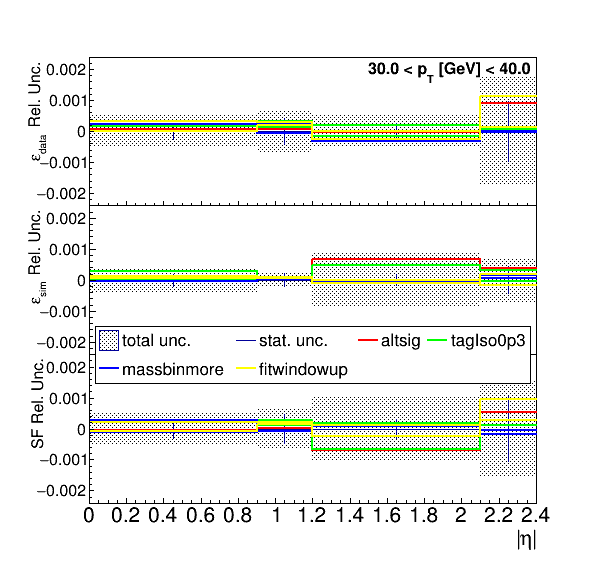 30.0 < p_T [GeV] < 40.0
ε_data Rel. Unc.
0.002
0.001
0
−0.001
−0.002
ε_sim Rel. Unc.
0.002
0.001
0
−0.001
−0.002
total unc. stat. unc. altsig tagIso0p3
massbinmore fitwindowup
SF Rel. Unc.
0.002
0.001
0
−0.001
−0.002
0 0.2 0.4 0.6 0.8 1 1.2 1.4 1.6 1.8 2 2.2 2.4
|η|